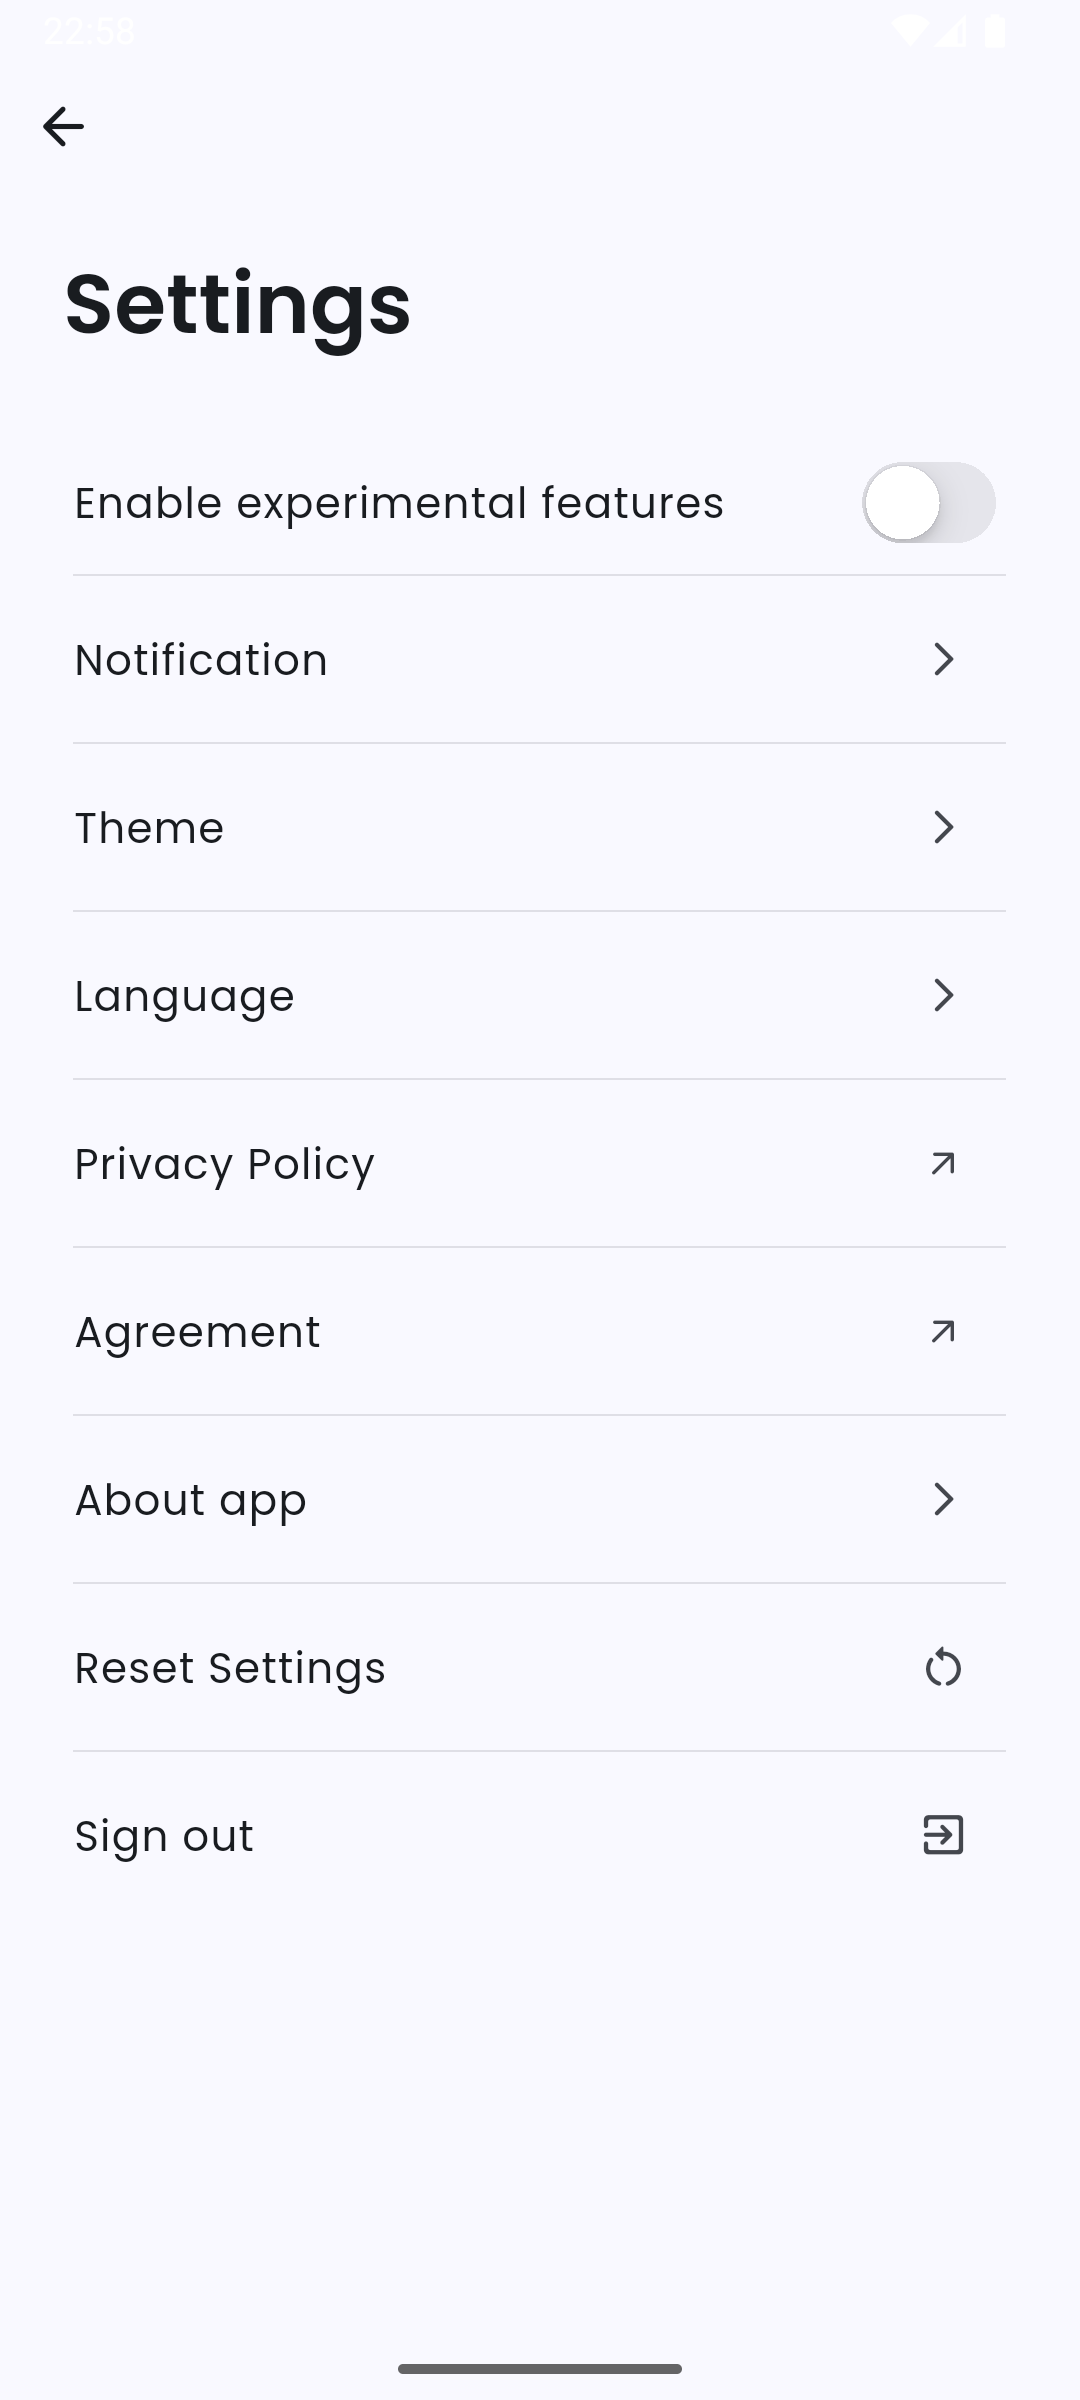 22:58
Settings
Enable experimental features
Notification
Theme
Language
Privacy Policy
Agreement
About app
Reset Settings
Sign out